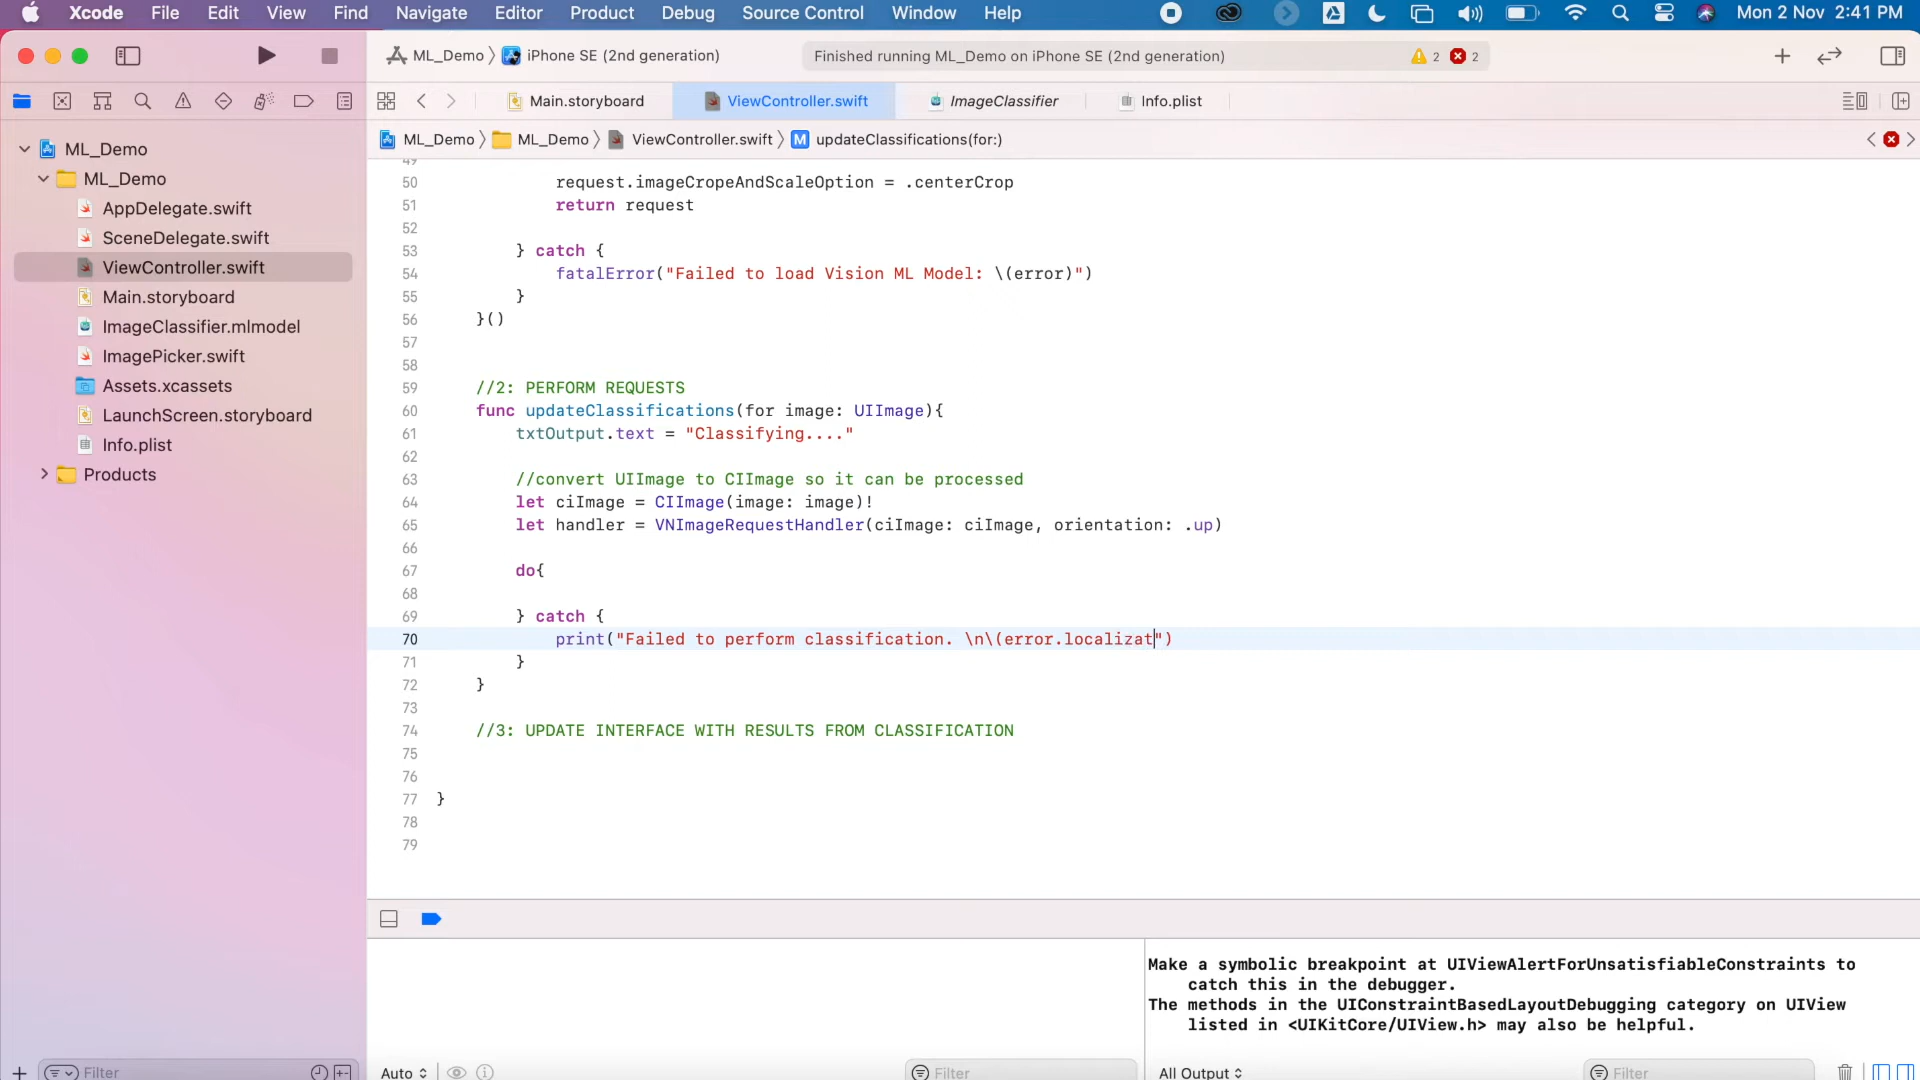 Xcode File Edit View Find Navigate Editor Product Debug Source Control Window Help Mon 2 Nov 2:41 PM
ML_Demo iPhone SE (2nd generation) Finished running ML_Demo on iPhone SE (2nd generation) 2 2
Main.storyboard ViewController.swift ImageClassifier Info.plist
ML_Demo ML_Demo ViewController.swift M updateClassifications(for:)
ML_Demo
ML_Demo
AppDelegate.swift
SceneDelegate.swift
ViewController.swift
Main.storyboard
ImageClassifier.mlmodel
ImagePicker.swift
Assets.xcassets
LaunchScreen.storyboard
Info.plist
Products
Filter
49
50 request.imageCropeAndScaleOption = .centerCrop
51 return request
52
53 } catch {
54 fatalError("Failed to load Vision ML Model: \(error)")
55 }
56 }()
57
58
59 //2: PERFORM REQUESTS
60 func updateClassifications(for image: UIImage){
61 txtOutput.text = "Classifying...."
62
63 //convert UIImage to CIImage so it can be processed
64 let ciImage = CIImage(image: image)!
65 let handler = VNImageRequestHandler(ciImage: ciImage, orientation: .up)
66
67 do{
68
69 } catch {
70 print("Failed to perform classification. \n\(error.localizat")
71 }
72 }
73
74 //3: UPDATE INTERFACE WITH RESULTS FROM CLASSIFICATION
75
76
77 }
78
79
Make a symbolic breakpoint at UIViewAlertForUnsatisfiableConstraints to
catch this in the debugger.
The methods in the UIConstraintBasedLayoutDebugging category on UIView
listed in <UIKitCore/UIView.h> may also be helpful.
Auto Filter All Output Filter